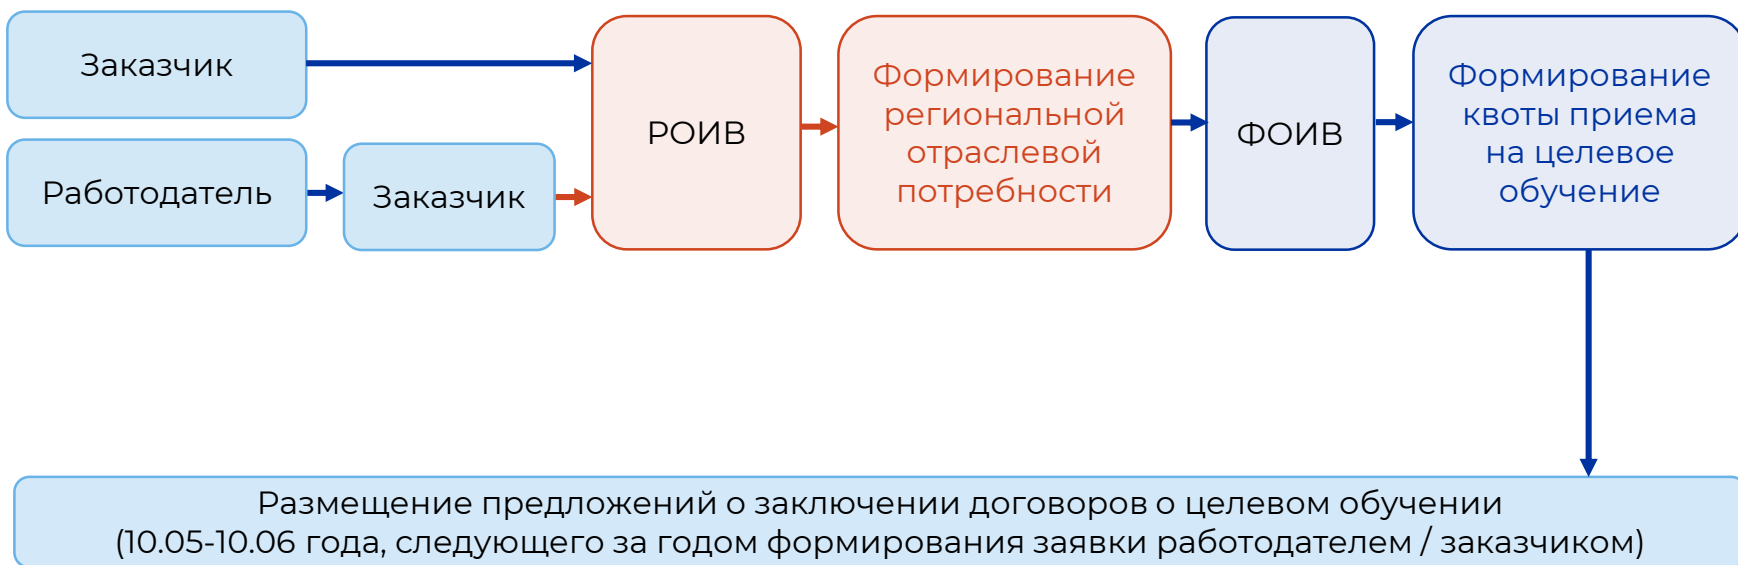 Заказчик
Работодатель
Заказчик
РОИВ
Формирование
региональной
отраслевой
потребности
ФОИВ
Формирование
квоты приема
на целевое
обучение
Размещение предложений о заключении договоров о целевом обучении
(10.05-10.06 года, следующего за годом формирования заявки работодателем / заказчиком)